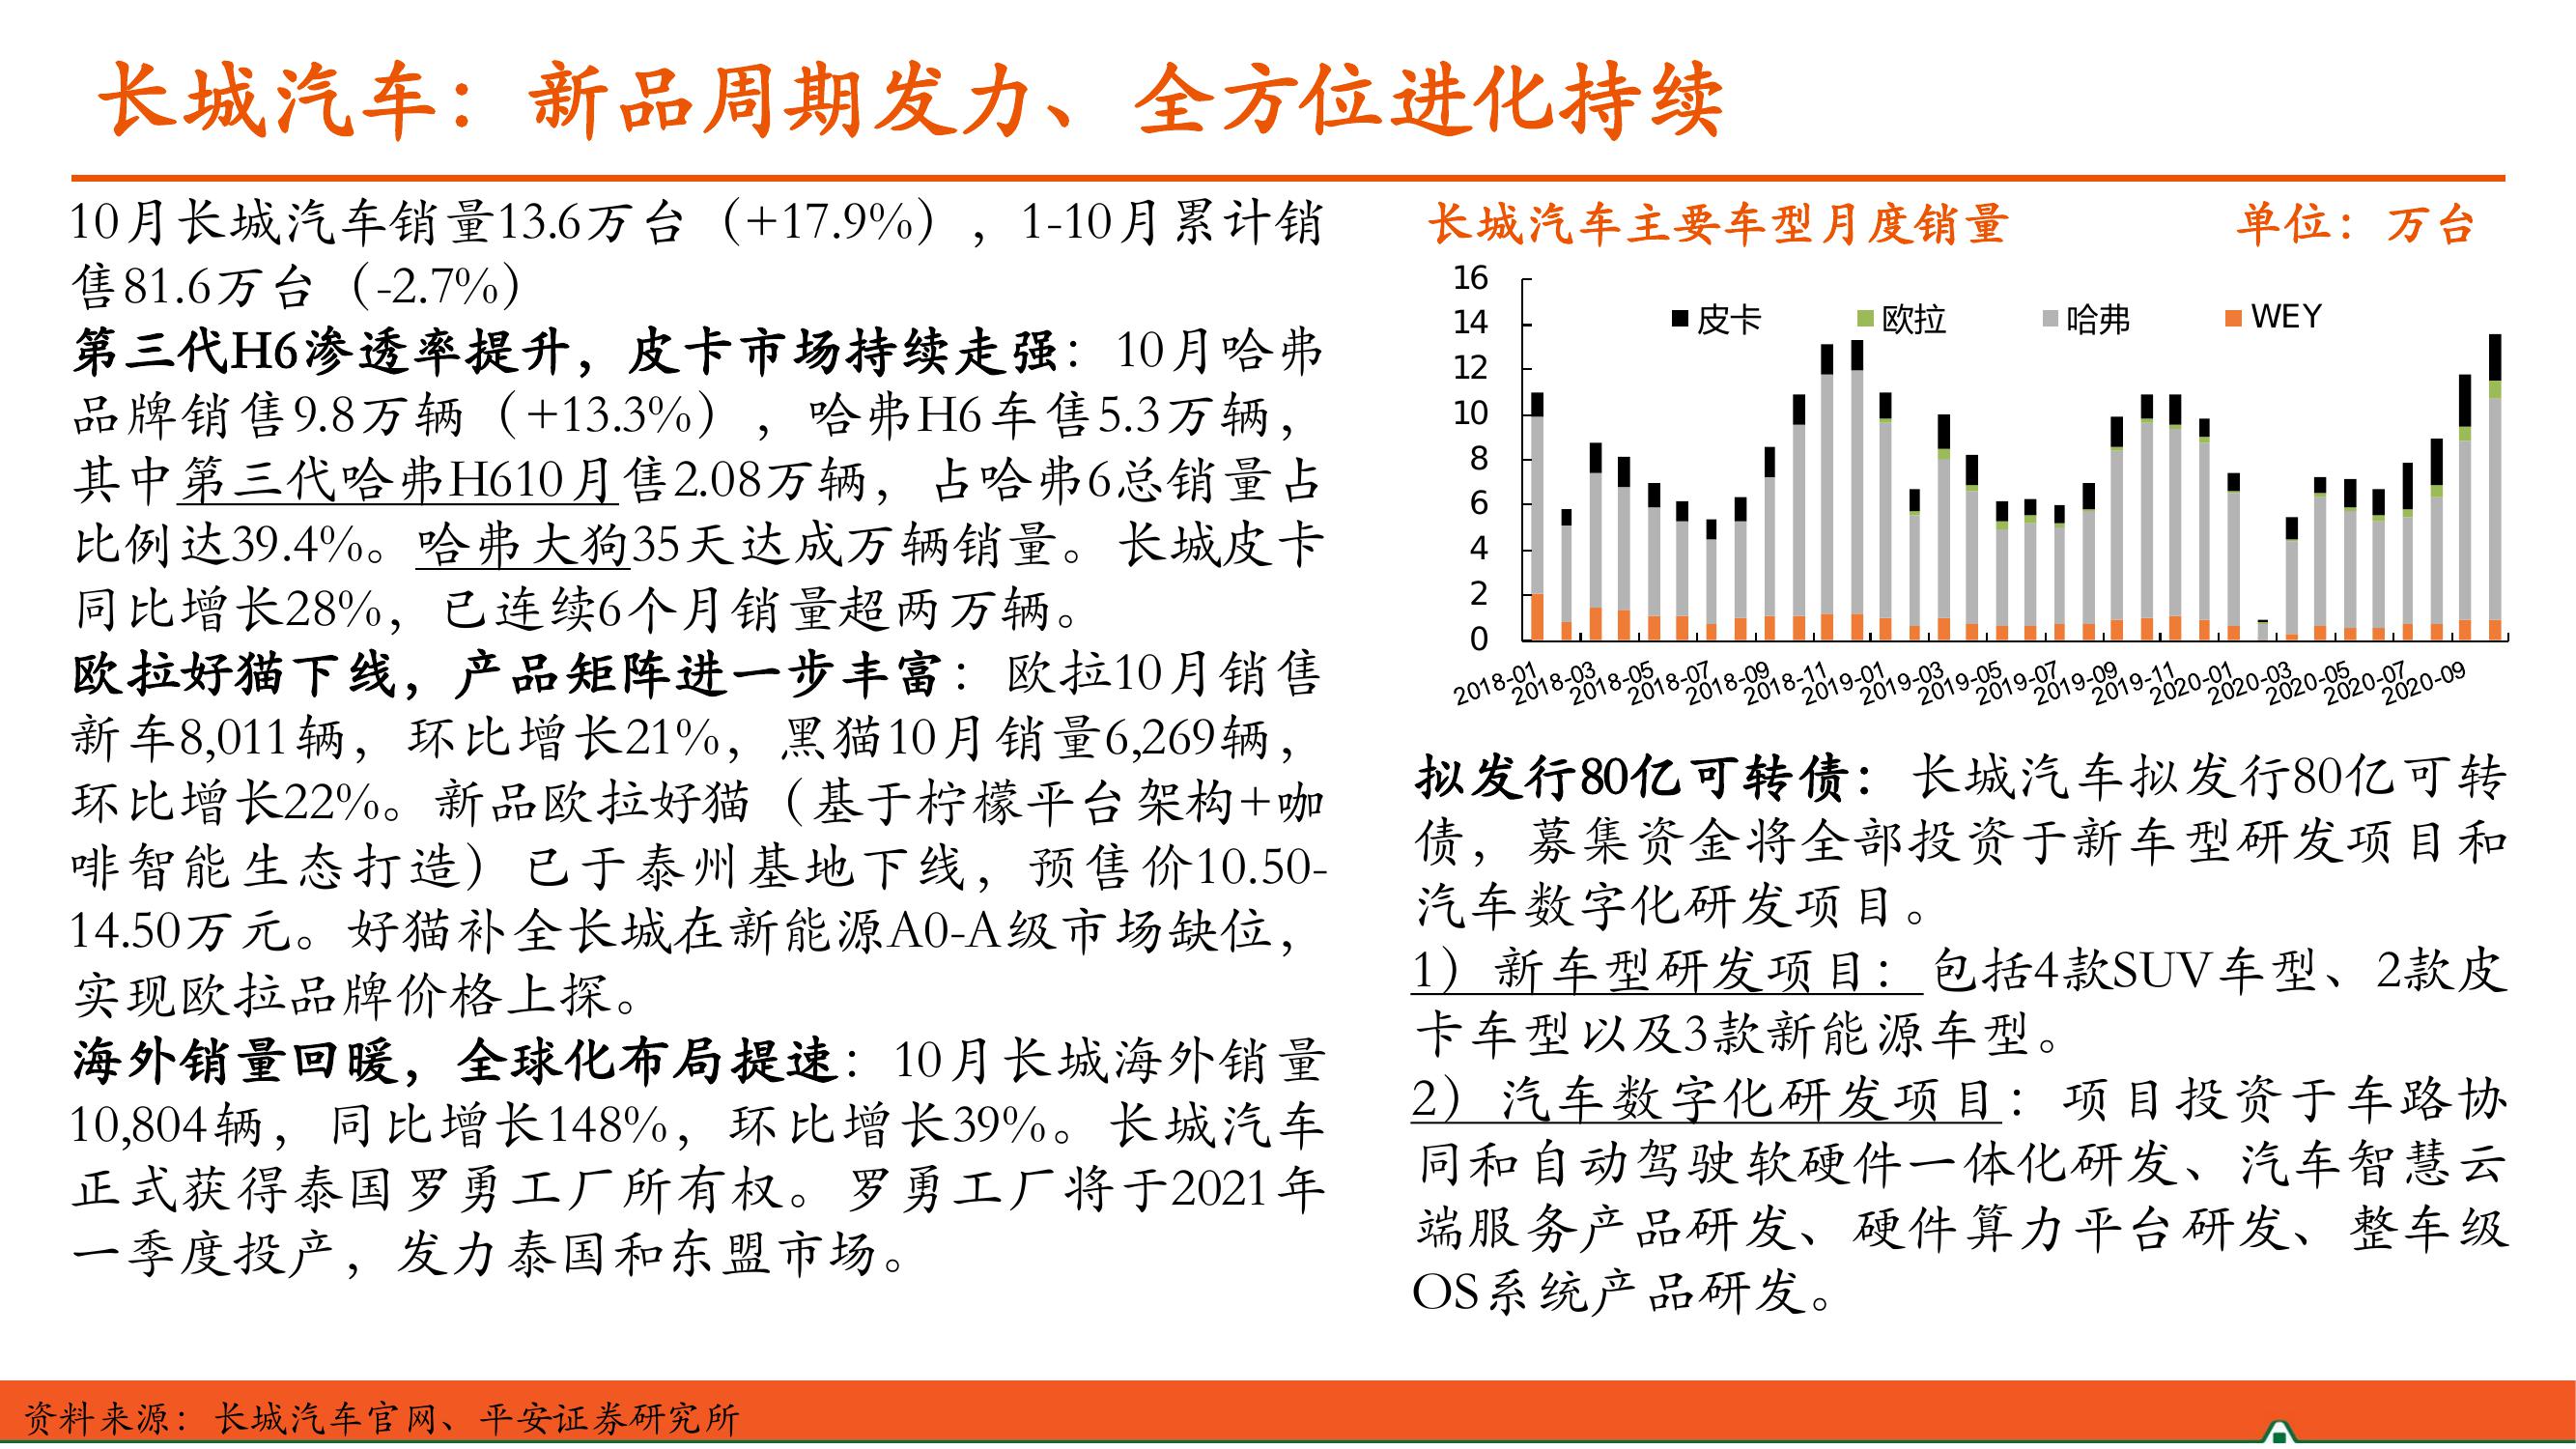 长城汽车：新品周期发力、全方位进化持续
10月长城汽车销量13.6万台（+17.9%），1-10月累计销
售81.6万台（-2.7%）
第三代H6渗透率提升，皮卡市场持续走强：10月哈弗
品牌销售9.8万辆（+13.3%），哈弗H6车售5.3万辆，
其中第三代哈弗H610月售2.08万辆，占哈弗6总销量占
比例达39.4%。哈弗大狗35天达成万辆销量。长城皮卡
同比增长28%，已连续6个月销量超两万辆。
欧拉好猫下线，产品矩阵进一步丰富：欧拉10月销售
新车8,011辆，环比增长21%，黑猫10月销量6,269辆，
环比增长22%。新品欧拉好猫（基于柠檬平台架构+咖
啡智能生态打造）已于泰州基地下线，预售价10.50-
14.50万元。好猫补全长城在新能源A0-A级市场缺位，
实现欧拉品牌价格上探。
海外销量回暖，全球化布局提速：10月长城海外销量
10,804辆，同比增长148%，环比增长39%。长城汽车
正式获得泰国罗勇工厂所有权。罗勇工厂将于2021年
一季度投产，发力泰国和东盟市场。
长城汽车主要车型月度销量 单位：万台
皮卡 欧拉 哈弗 WEY
16
14
12
10
8
6
4
2
0
2018-01 2018-03 2018-05 2018-07 2018-09 2018-11 2019-01 2019-03 2019-05 2019-07 2019-09 2019-11 2020-01 2020-03 2020-05 2020-07 2020-09
拟发行80亿可转债：长城汽车拟发行80亿可转
债，募集资金将全部投资于新车型研发项目和
汽车数字化研发项目。
1）新车型研发项目：包括4款SUV车型、2款皮
卡车型以及3款新能源车型。
2）汽车数字化研发项目：项目投资于车路协
同和自动驾驶软硬件一体化研发、汽车智慧云
端服务产品研发、硬件算力平台研发、整车级
OS系统产品研发。
资料来源：长城汽车官网、平安证券研究所